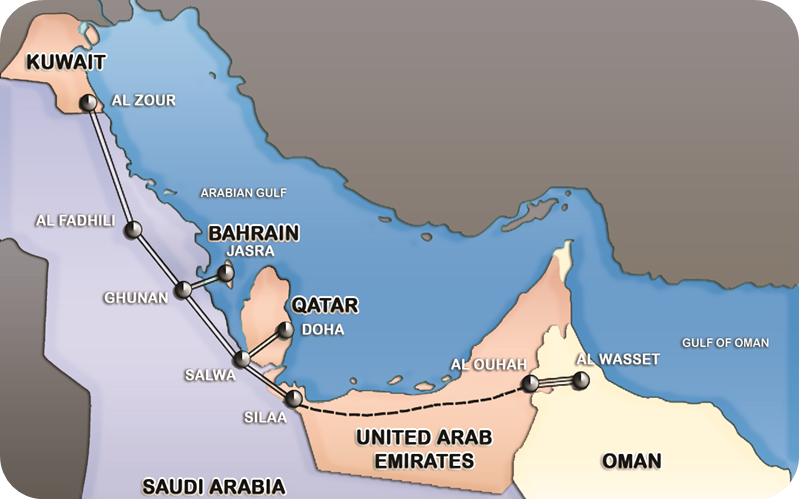 KUWAIT
AL ZOUR
ARABIAN GULF
AL FADHILI
BAHRAIN
JASRA
GHUNAN
QATAR
DOHA
GULF OF OMAN
AL OUHAH
AL WASSET
SALWA
SILAA
UNITED ARAB
EMIRATES
OMAN
SAUDI ARABIA